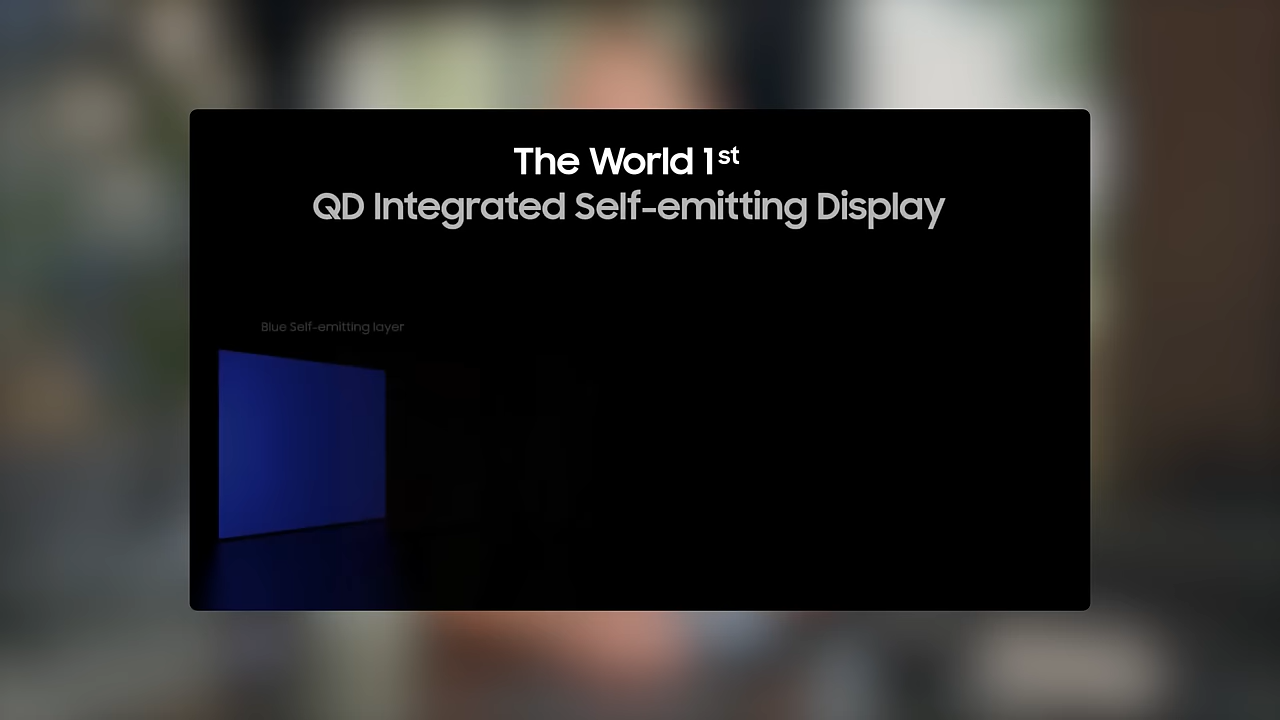 The World 1st
QD Integrated Self-emitting Display
Blue Self-emitting layer